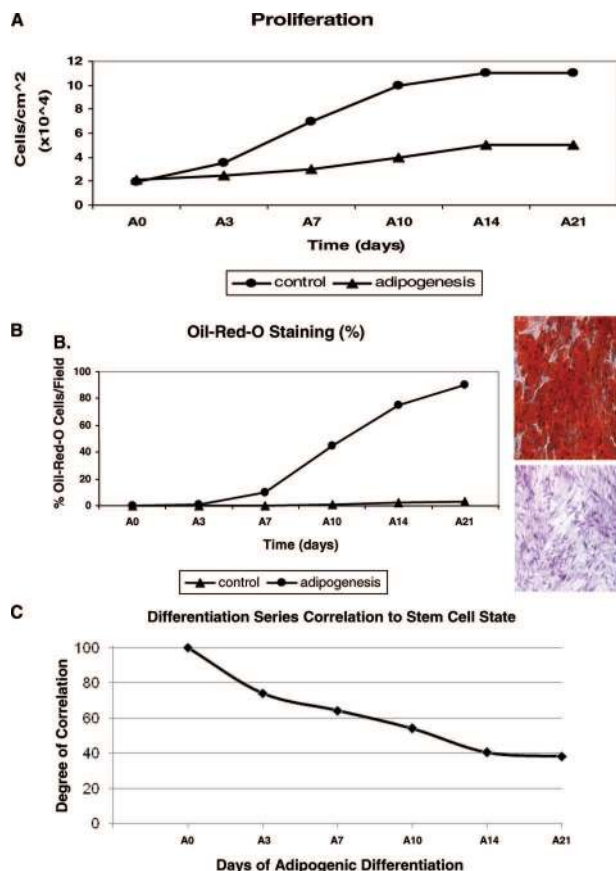 A
Proliferation
Cells/cm^2
(x10^4)
12
10
8
6
4
2
0
A0 A3 A7 A10 A14 A21
Time (days)
control adipogenesis
B
B.
Oil-Red-O Staining (%)
% Oil-Red-O Cells/Field
100
80
60
40
20
0
A0 A3 A7 A10 A14 A21
Time (days)
control adipogenesis
C
Differentiation Series Correlation to Stem Cell State
Degree of Correlation
100
80
60
40
20
0
A0 A3 A7 A10 A14 A21
Days of Adipogenic Differentiation